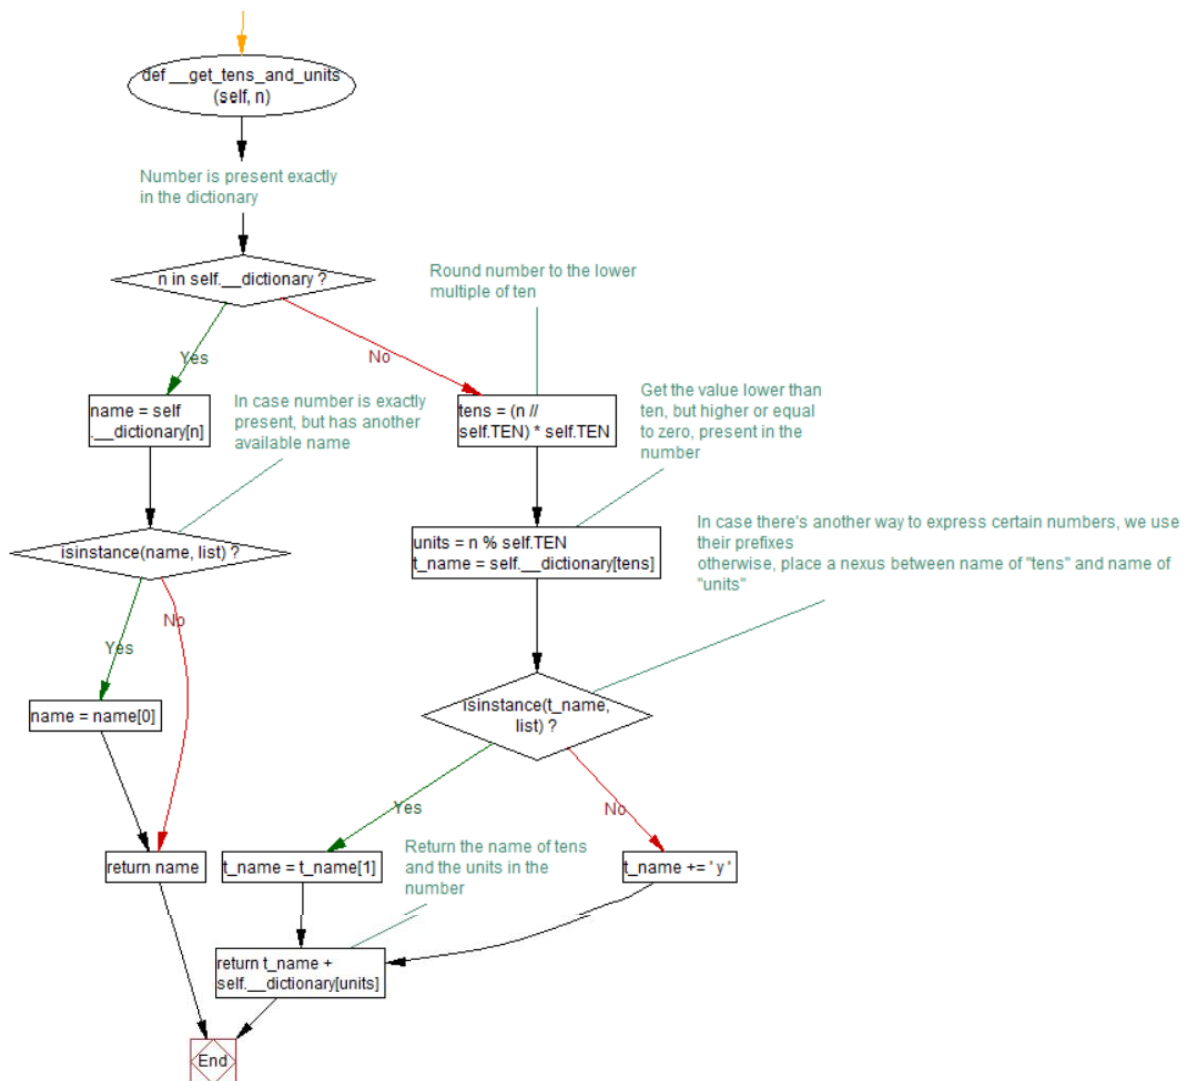 def __get_tens_and_units
(self, n)
Number is present exactly
in the dictionary
n in self.__dictionary ?
Round number to the lower
multiple of ten
Yes
No
name = self
.__dictionary[n]
In case number is exactly
present, but has another
available name
tens = (n //
self.TEN) * self.TEN
Get the value lower than
ten, but higher or equal
to zero, present in the
number
isinstance(name, list) ?
units = n % self.TEN
t_name = self.__dictionary[tens]
In case there's another way to express certain numbers, we use
their prefixes
otherwise, place a nexus between name of "tens" and name of
"units"
No
Yes
name = name[0]
isinstance(t_name,
list) ?
Yes
No
return name
t_name = t_name[1]
Return the name of tens
and the units in the
number
t_name += ' y '
return t_name +
self.__dictionary[units]
End